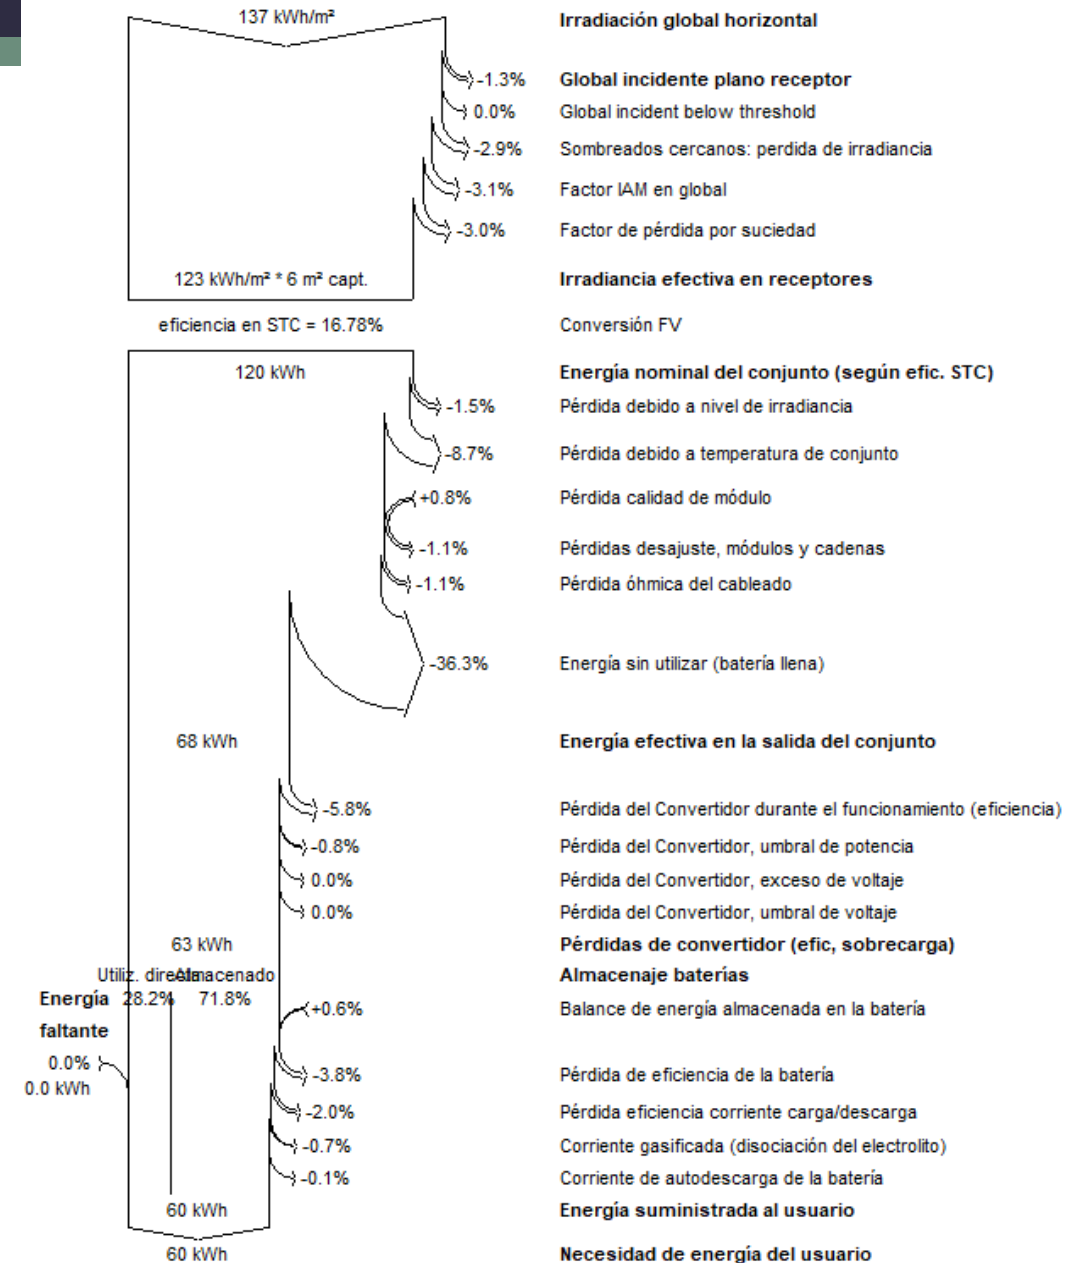 137 kWh/m² Irradiación global horizontal
-1.3% Global incidente plano receptor
0.0% Global incident below threshold
-2.9% Sombreados cercanos: perdida de irradiancia
-3.1% Factor IAM en global
-3.0% Factor de pérdida por suciedad
123 kWh/m² * 6 m² capt. Irradiancia efectiva en receptores
eficiencia en STC = 16.78% Conversión FV
120 kWh Energía nominal del conjunto (según efic. STC)
-1.5% Pérdida debido a nivel de irradiancia
-8.7% Pérdida debido a temperatura de conjunto
+0.8% Pérdida calidad de módulo
-1.1% Pérdidas desajuste, módulos y cadenas
-1.1% Pérdida óhmica del cableado
-36.3% Energía sin utilizar (batería llena)
68 kWh Energía efectiva en la salida del conjunto
-5.8% Pérdida del Convertidor durante el funcionamiento (eficiencia)
-0.8% Pérdida del Convertidor, umbral de potencia
0.0% Pérdida del Convertidor, exceso de voltaje
0.0% Pérdida del Convertidor, umbral de voltaje
63 kWh Pérdidas de convertidor (efic, sobrecarga)
Utiliz. directa Almacenado Almacenaje baterías
Energía 28.2% 71.8%
+0.6% Balance de energía almacenada en la batería
faltante
0.0%
-3.8% Pérdida de eficiencia de la batería
0.0 kWh
-2.0% Pérdida eficiencia corriente carga/descarga
-0.7% Corriente gasificada (disociación del electrolito)
-0.1% Corriente de autodescarga de la batería
60 kWh Energía suministrada al usuario
60 kWh Necesidad de energía del usuario